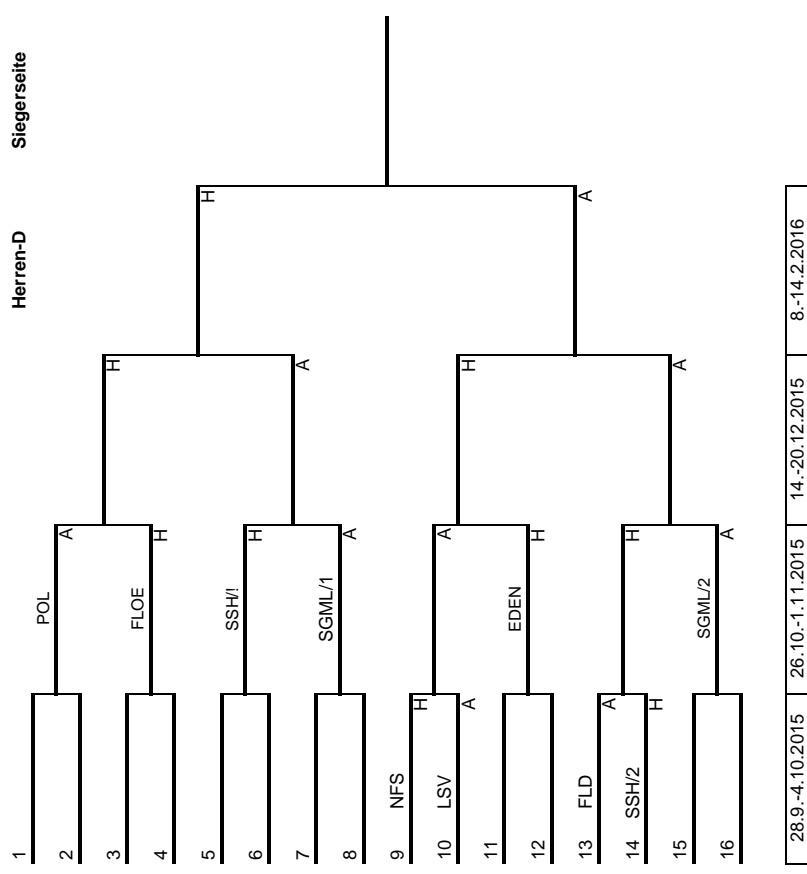 Herren-D
Siegerseite
1
2
POL
A
3
4
FLOE
H
H
5
6
SSH/!
H
7
8
SGML/1
A
A
H
9
NFS
H
10
LSV
A
A
11
12
EDEN
H
H
13
FLD
A
14
SSH/2
H
H
15
16
SGML/2
A
A
A
28.9.-4.10.2015
26.10.-1.11.2015
14.-20.12.2015
8.-14.2.2016